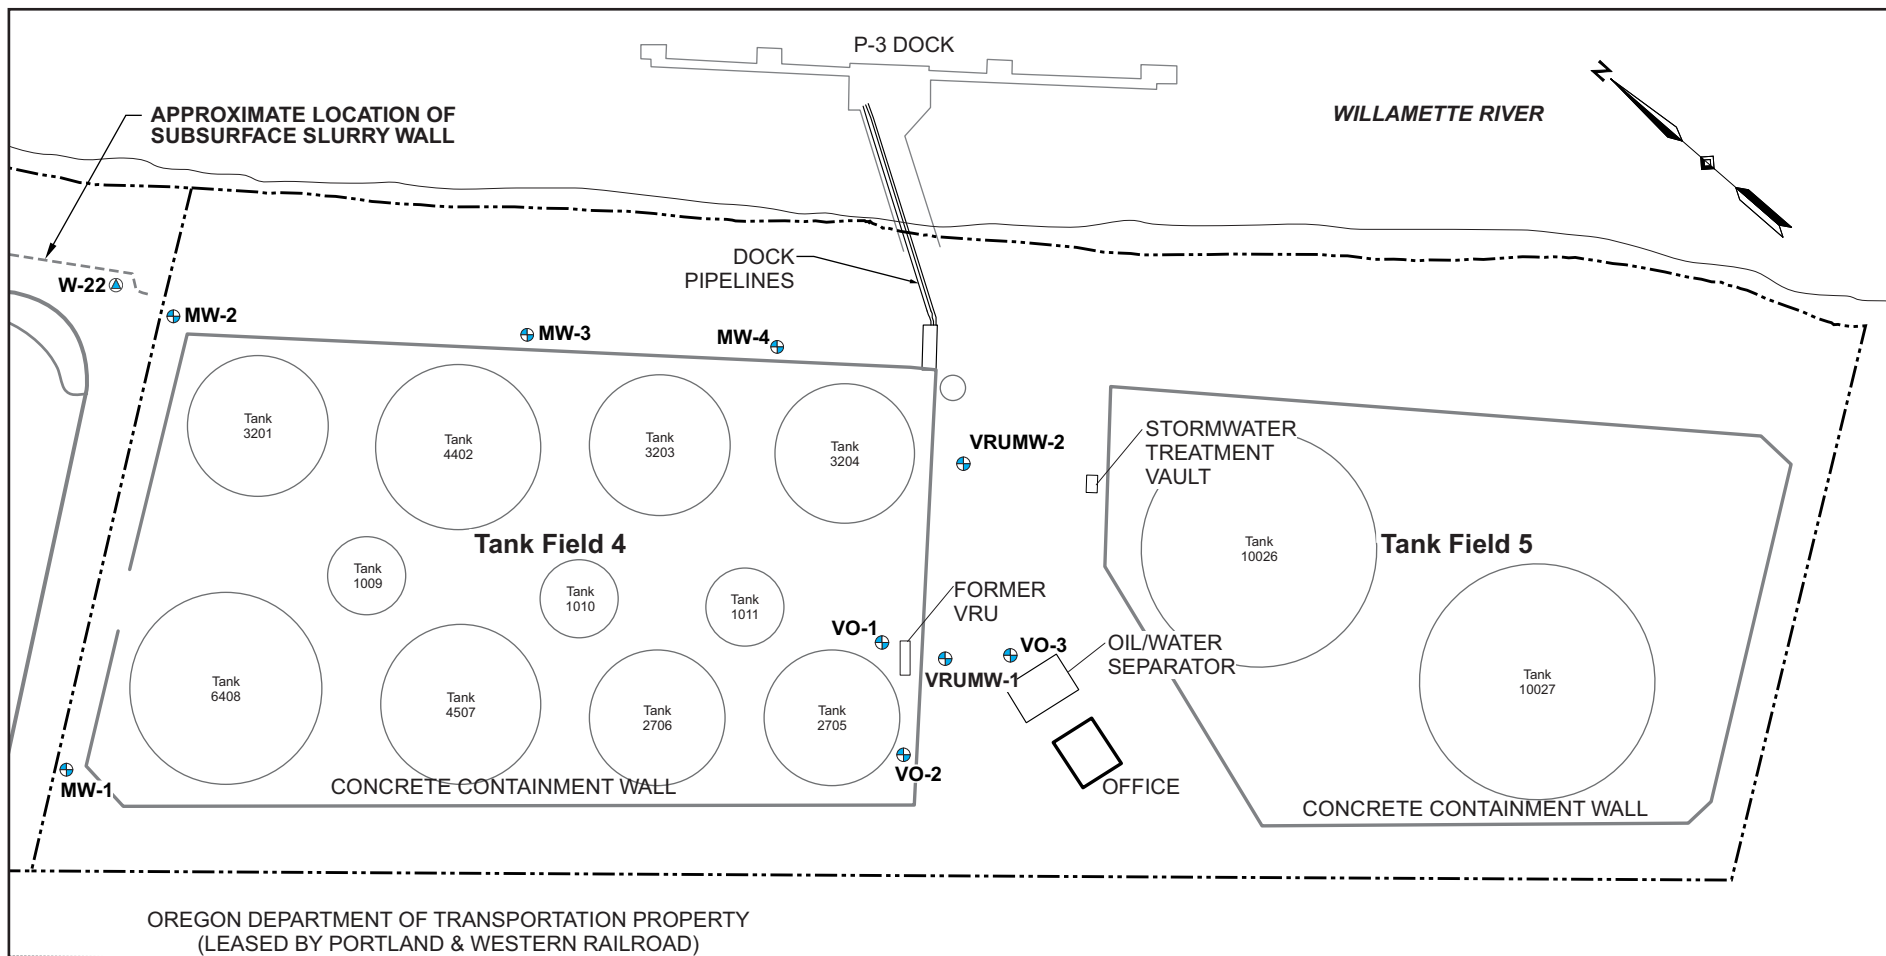 P-3 DOCK
N
WILLAMETTE RIVER
APPROXIMATE LOCATION OF
SUBSURFACE SLURRY WALL
DOCK
PIPELINES
W-22
MW-2
MW-3
MW-4
Tank
3201
Tank
4402
Tank
3203
Tank
3204
VRUMW-2
STORMWATER
TREATMENT
VAULT
Tank Field 4
Tank
10026
Tank Field 5
Tank
1009
Tank
1010
Tank
1011
FORMER
VRU
VO-1
VO-3
OIL/WATER
SEPARATOR
VRUMW-1
Tank
6408
Tank
4507
Tank
2706
Tank
2705
Tank
10027
VO-2
MW-1
CONCRETE CONTAINMENT WALL
OFFICE
CONCRETE CONTAINMENT WALL
OREGON DEPARTMENT OF TRANSPORTATION PROPERTY
(LEASED BY PORTLAND & WESTERN RAILROAD)